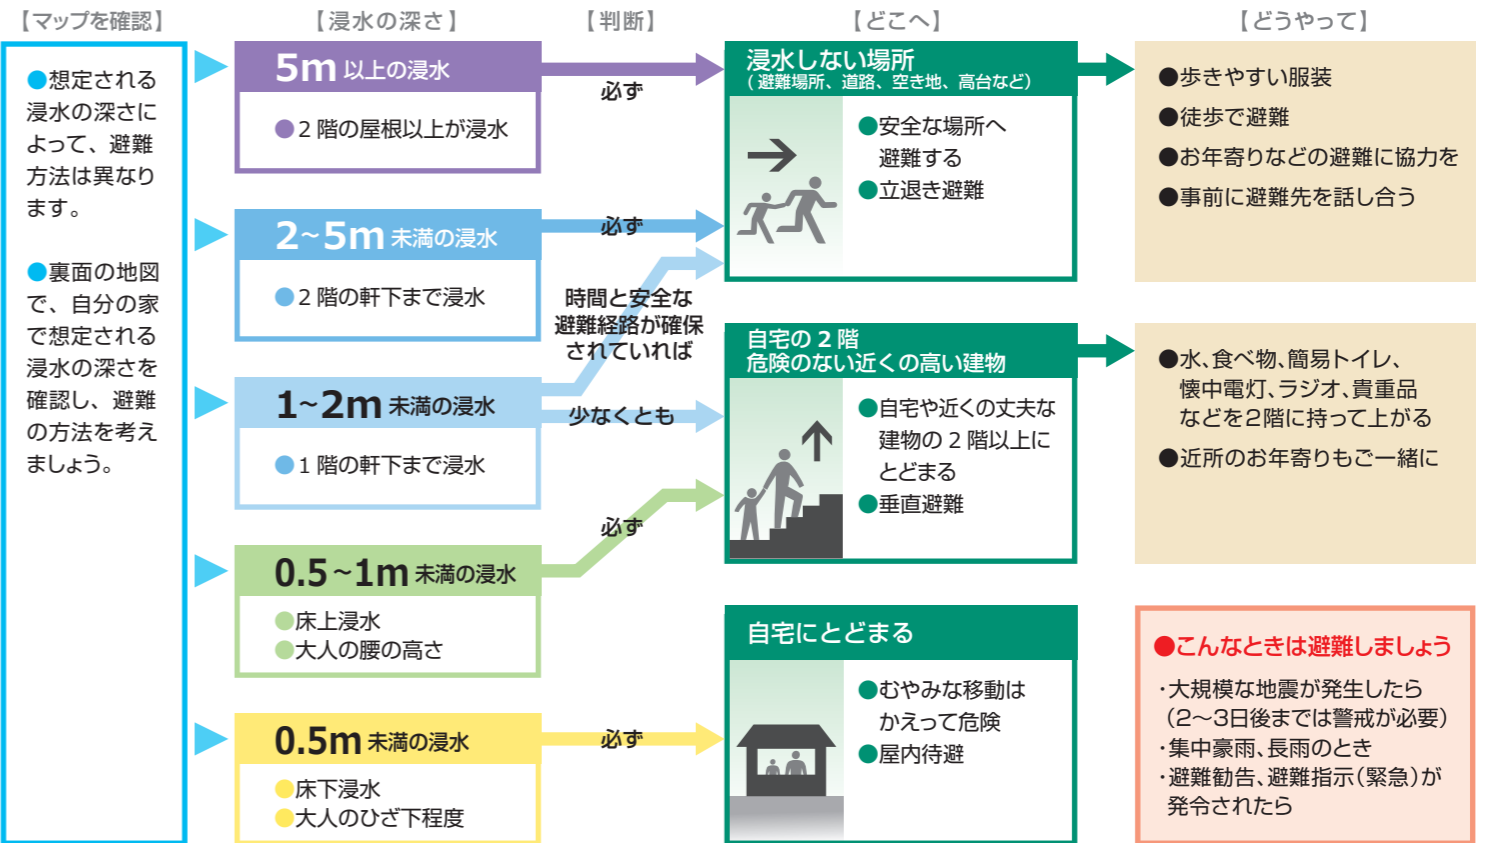 【マップを確認】
【浸水の深さ】
【判断】
【どこへ】
【どうやって】
●想定される
浸水の深さに
よって、避難
方法は異なり
ます。
●裏面の地図
で、自分の家
で想定される
浸水の深さを
確認し、避難
の方法を考え
ましょう。
5m 以上の浸水
●2階の屋根以上が浸水
2～5m 未満の浸水
●2階の軒下まで浸水
1～2m 未満の浸水
●1階の軒下まで浸水
0.5～1m 未満の浸水
●床上浸水
●大人の腰の高さ
0.5m 未満の浸水
●床下浸水
●大人のひざ下程度
必ず
必ず
時間と安全な
避難経路が確保
されていれば
少なくとも
必ず
必ず
浸水しない場所
(避難場所、道路、空き地、高台など)
●安全な場所へ
避難する
●立退き避難
自宅の2階
危険のない近くの高い建物
●自宅や近くの丈夫な
建物の2階以上に
とどまる
●垂直避難
自宅にとどまる
●むやみな移動は
かえって危険
●屋内待避
●歩きやすい服装
●徒歩で避難
●お年寄りなどの避難に協力を
●事前に避難先を話し合う
●水、食べ物、簡易トイレ、
懐中電灯、ラジオ、貴重品
などを2階に持って上がる
●近所のお年寄りもご一緒に
●こんなときは避難しましょう
・大規模な地震が発生したら
（2～3日後までは警戒が必要）
・集中豪雨、長雨のとき
・避難勧告、避難指示（緊急）が
発令されたら